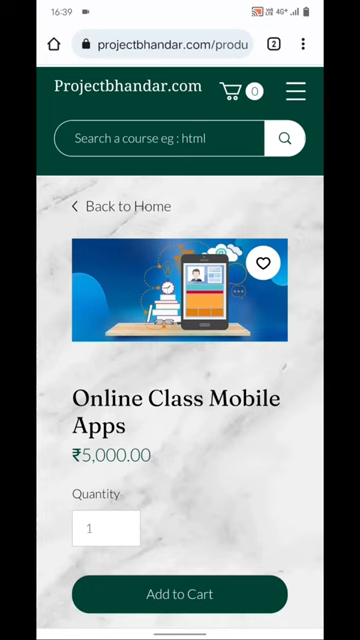 16:39
4G+
projectbhandar.com/produ
2
Projectbhandar.com
0
Search a course eg : html
Back to Home
Online Class Mobile
Apps
₹5,000.00
Quantity
1
Add to Cart